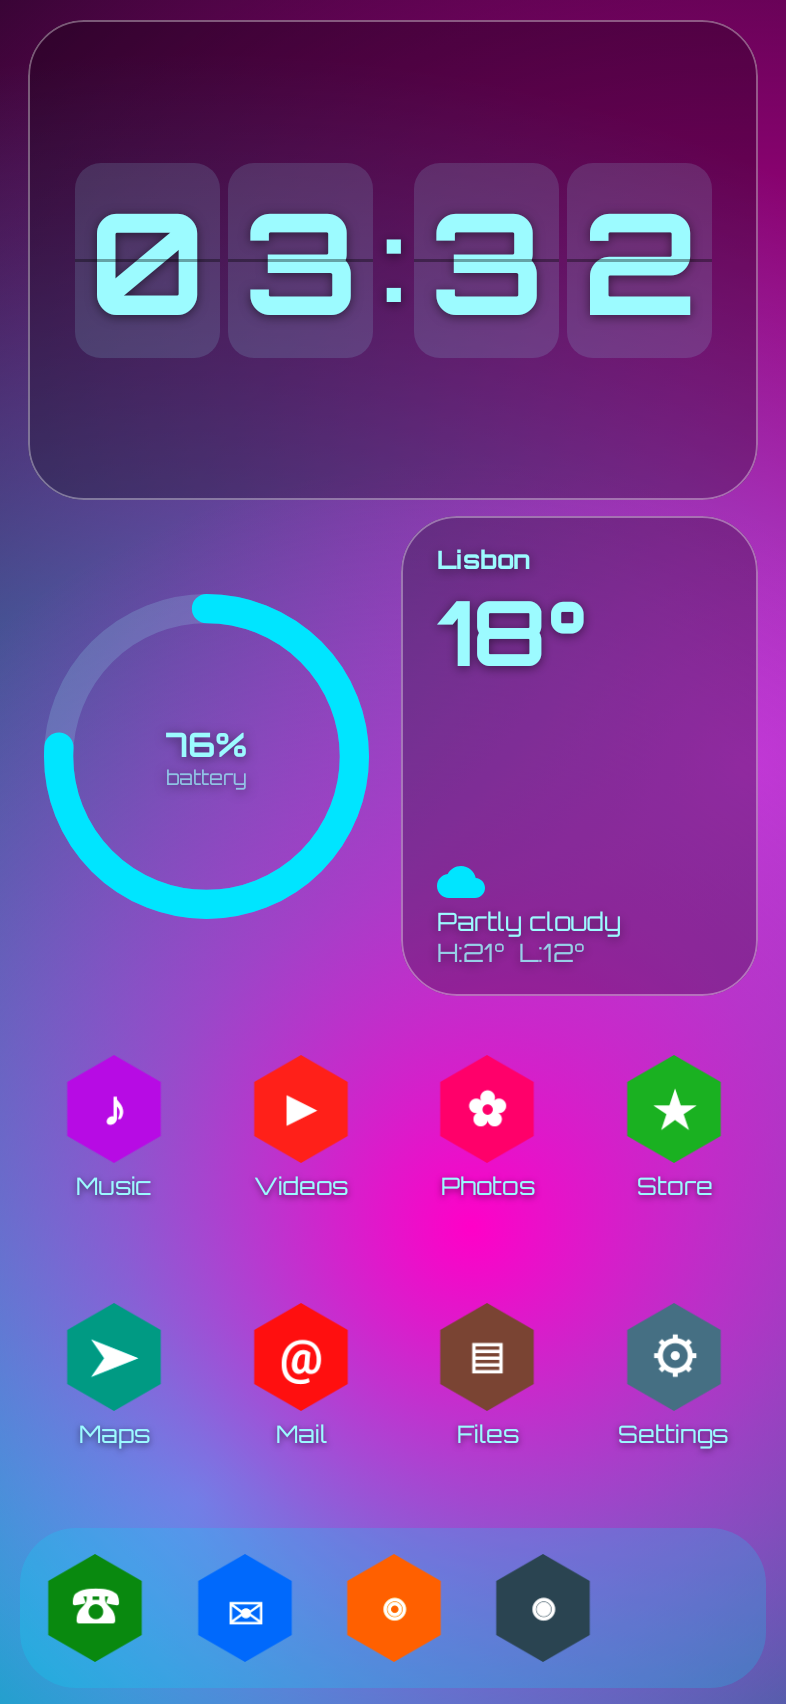 03:32
Lisbon
18°
76%
battery
Partly cloudy
H:21° L:12°
Music
Videos
Photos
Store
Maps
@
Mail
Files
Settings